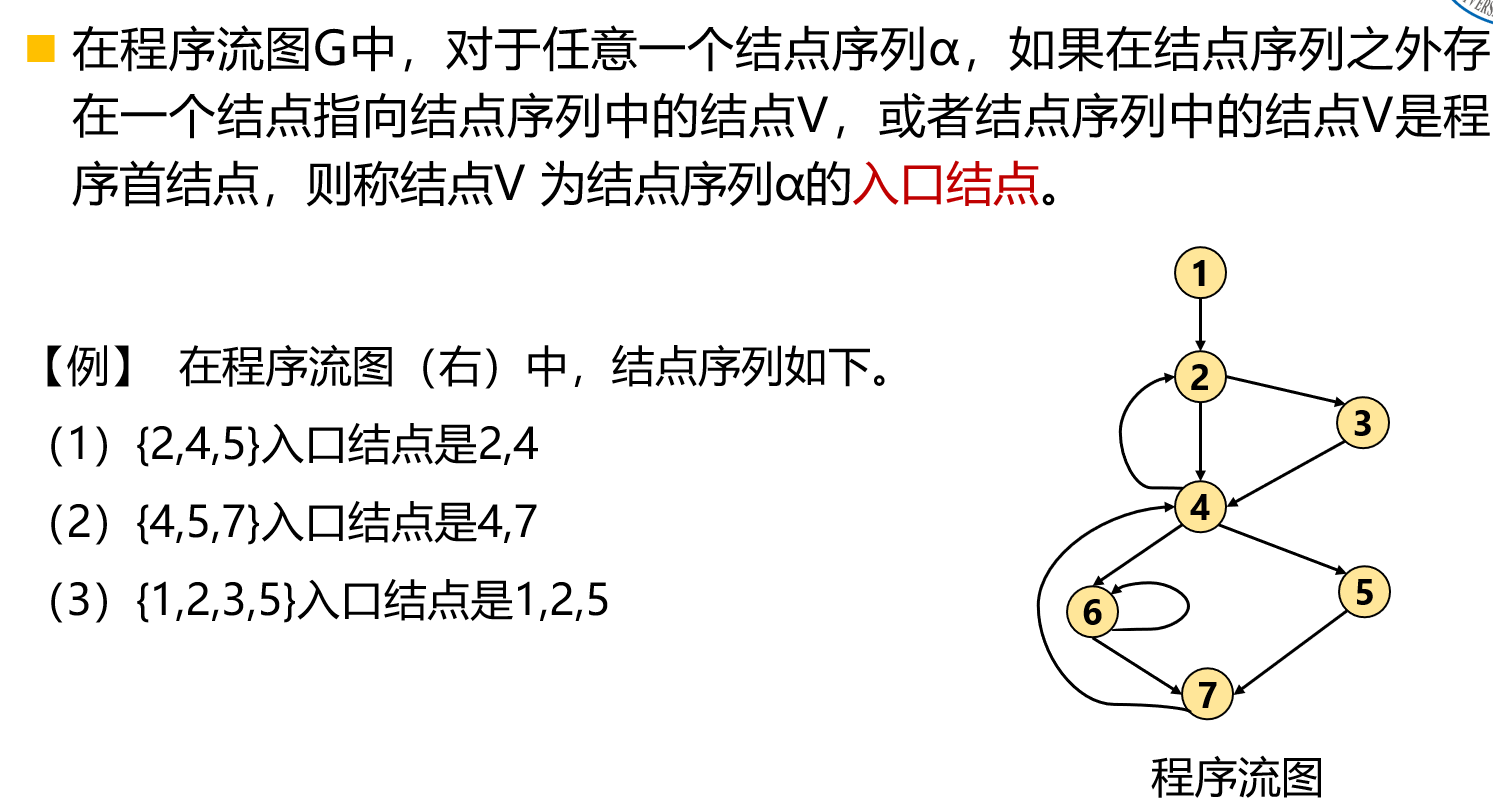 在程序流图G中，对于任意一个结点序列α，如果在结点序列之外存
在一个结点指向结点序列中的结点V，或者结点序列中的结点V是程
序首结点，则称结点V 为结点序列α的入口结点。
【例】 在程序流图（右）中，结点序列如下。
（1）{2,4,5}入口结点是2,4
（2）{4,5,7}入口结点是4,7
（3）{1,2,3,5}入口结点是1,2,5
1
2
3
4
5
6
7
程序流图